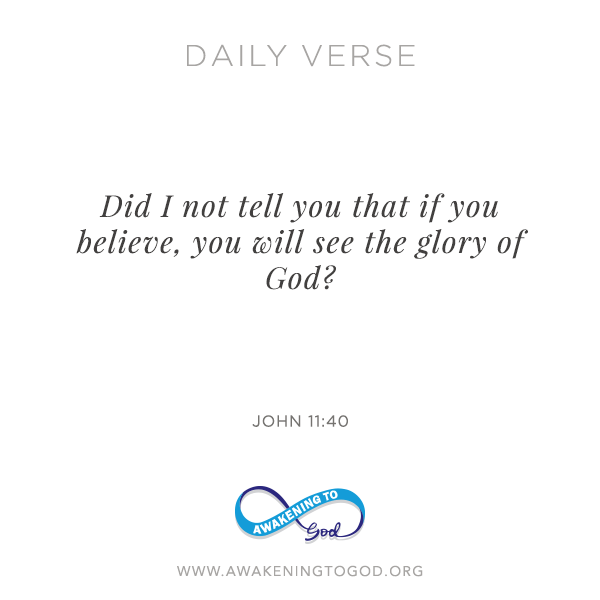 DAILY VERSE
Did I not tell you that if you
believe, you will see the glory of
God?
JOHN 11:40
AWAKENING TO
God
WWW.AWAKENINGTOGOD.ORG